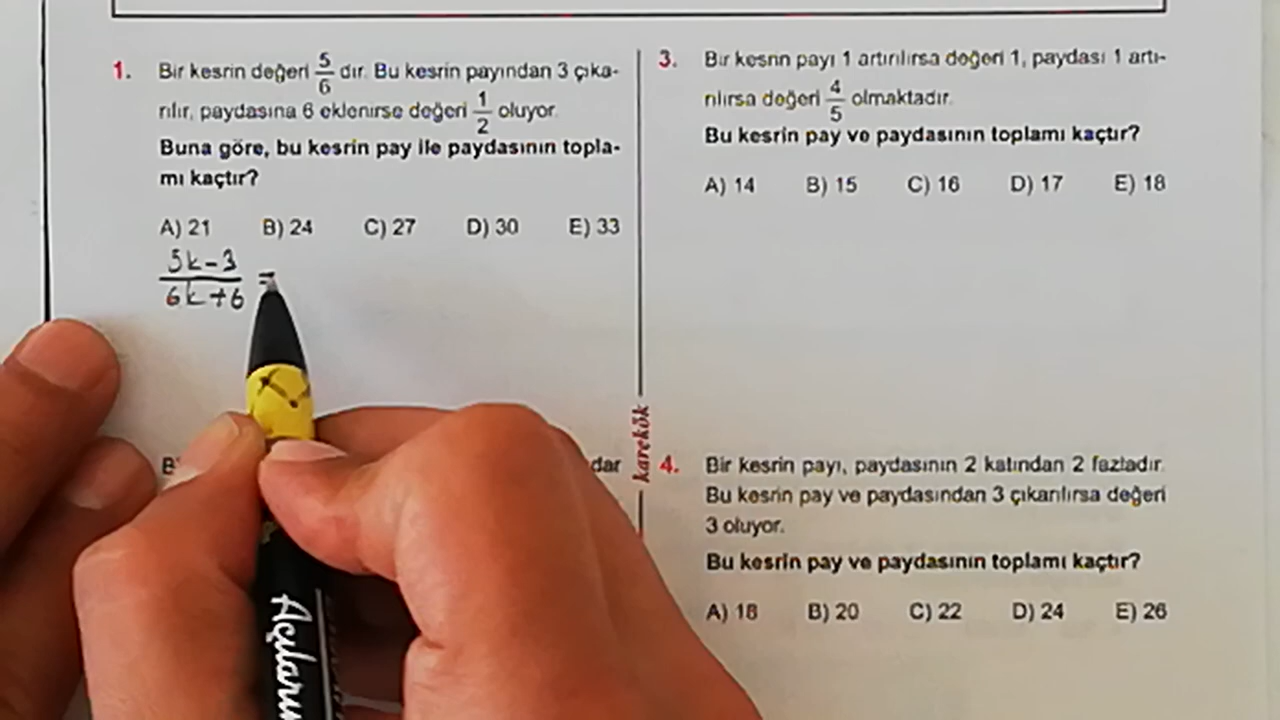 1. Bir kesrin değeri 5/6 dır. Bu kesrin payından 3 çıka-
rılır, paydasına 6 eklenirse değeri 1/2 oluyor.
Buna göre, bu kesrin pay ile paydasının topla-
mı kaçtır?
A) 21 B) 24 C) 27 D) 30 E) 33
5k-3
6k+6 =
dar
Açıların
karekök
3. Bir kesrin payı 1 artırılırsa değeri 1, paydası 1 artı-
rılırsa değeri 4/5 olmaktadır.
Bu kesrin pay ve paydasının toplamı kaçtır?
A) 14 B) 15 C) 16 D) 17 E) 18
4. Bir kesrin payı, paydasının 2 katından 2 fazladır.
Bu kesrin pay ve paydasından 3 çıkarılırsa değeri
3 oluyor.
Bu kesrin pay ve paydasının toplamı kaçtır?
A) 18 B) 20 C) 22 D) 24 E) 26